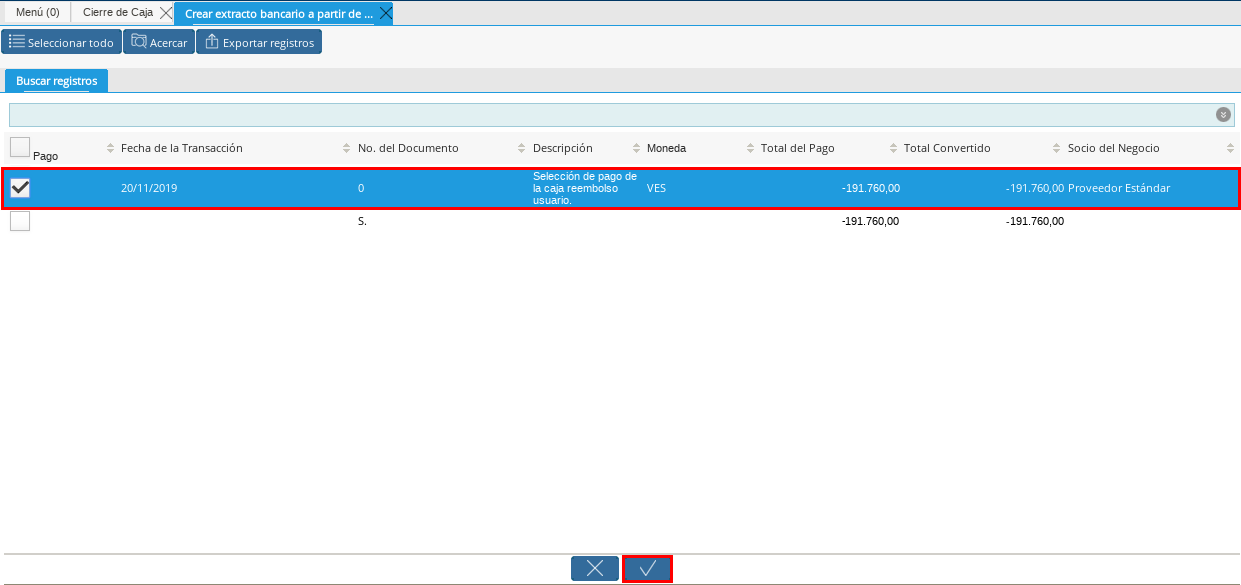 Menú (0) Cierre de Caja Crear extracto bancario a partir de ...
Seleccionar todo Acercar Exportar registros
Buscar registros
Pago Fecha de la Transacción No. del Documento Descripción Moneda Total del Pago Total Convertido Socio del Negocio
20/11/2019 0 Selección de pago de la caja reembolso usuario. VES -191.760,00 -191.760,00 Proveedor Estándar
S. -191.760,00 -191.760,00